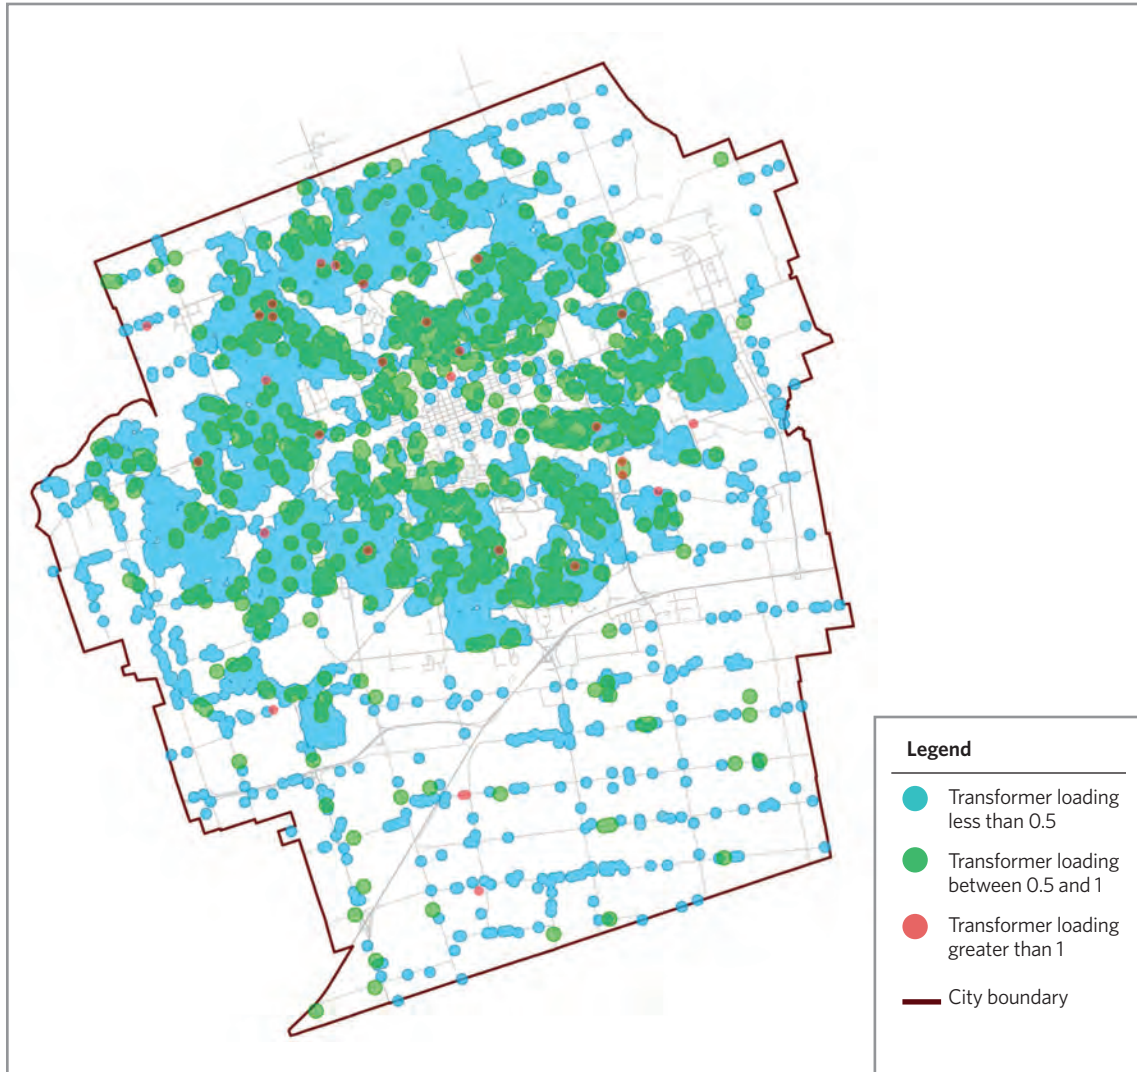 Legend
Transformer loading
less than 0.5
Transformer loading
between 0.5 and 1
Transformer loading
greater than 1
City boundary